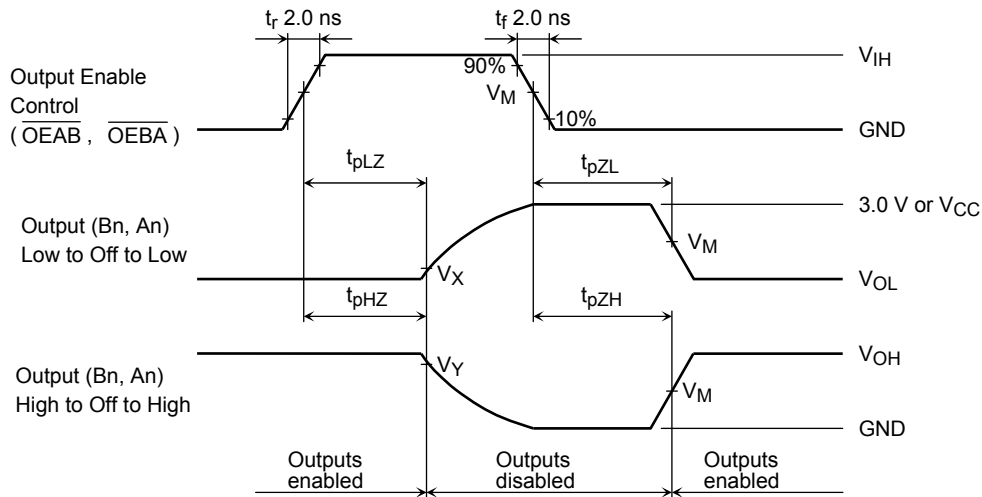 tr 2.0 ns
tf 2.0 ns
Output Enable
Control
( OEAB , OEBA )
90%
VM
10%
VIH
GND
tpLZ
tpZL
Output (Bn, An)
Low to Off to Low
3.0 V or VCC
VM
VX
VOL
tpHZ
tpZH
Output (Bn, An)
High to Off to High
VY
VOH
VM
GND
Outputs
enabled
Outputs
disabled
Outputs
enabled